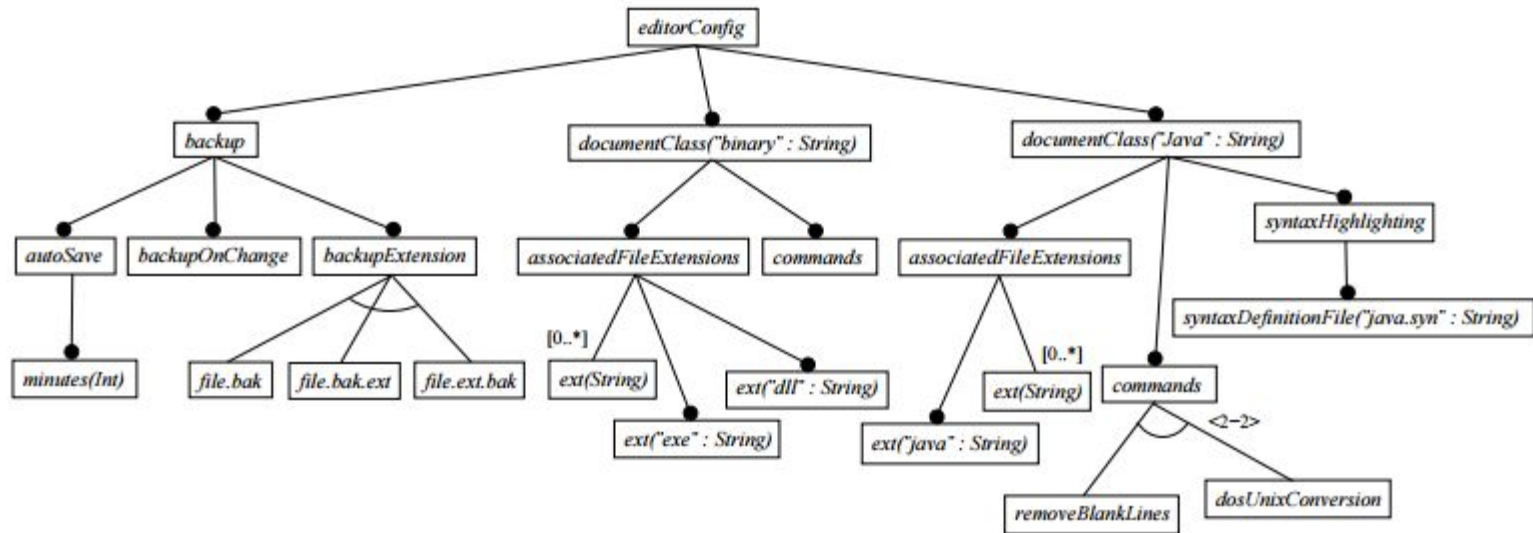 editorConfig
backup
documentClass("binary" : String)
documentClass("Java" : String)
autoSave
backupOnChange
backupExtension
associatedFileExtensions
commands
associatedFileExtensions
syntaxHighlighting
minutes(Int)
file.bak
file.bak.ext
file.ext.bak
[0..*]
ext(String)
ext("dll" : String)
ext("exe" : String)
[0..*]
ext(String)
ext("java" : String)
syntaxDefinitionFile("java.syn" : String)
commands
<2-2>
removeBlankLines
dosUnixConversion